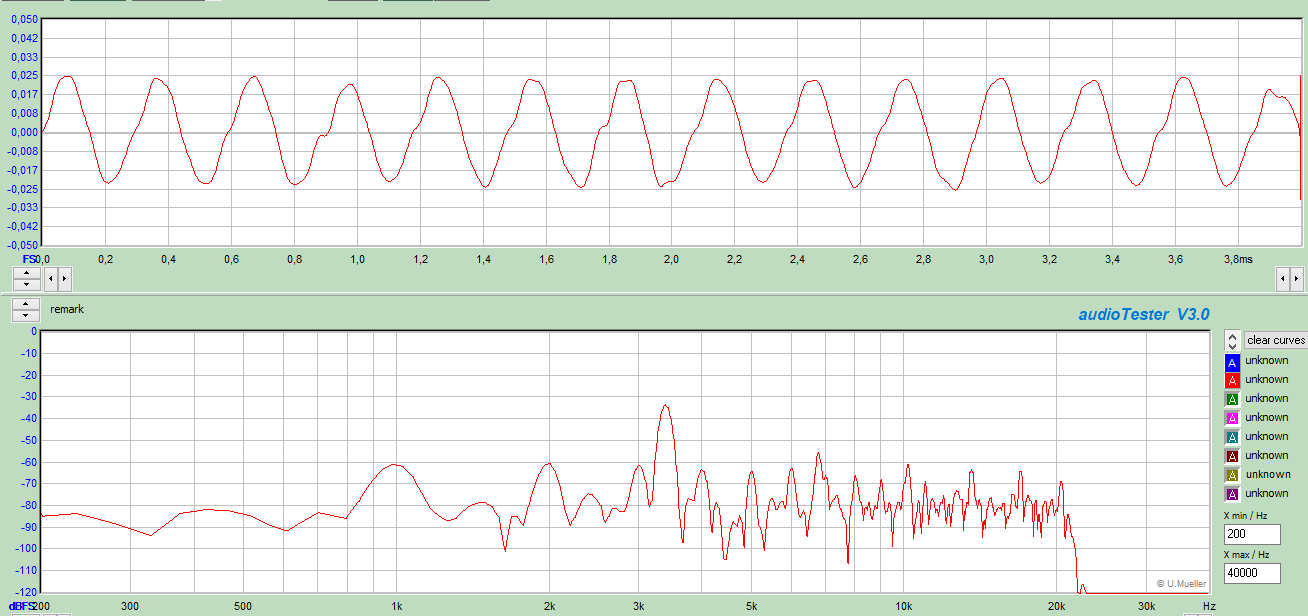 0,050
0,042
0,033
0,025
0,017
0,008
0,000
-0,008
-0,017
-0,025
-0,033
-0,042
-0,050
FS0,0 0,2 0,4 0,6 0,8 1,0 1,2 1,4 1,6 1,8 2,0 2,2 2,4 2,6 2,8 3,0 3,2 3,4 3,6 3,8ms
remark
audioTester V3.0
0
-10
-20
-30
-40
-50
-60
-70
-80
-90
-100
-110
-120
clear curves
A unknown
A unknown
A unknown
A unknown
A unknown
A unknown
A unknown
A unknown
X min / Hz
200
X max / Hz
40000
© U.Mueller
dBFS200 300 500 1k 2k 3k 5k 10k 20k 30k Hz